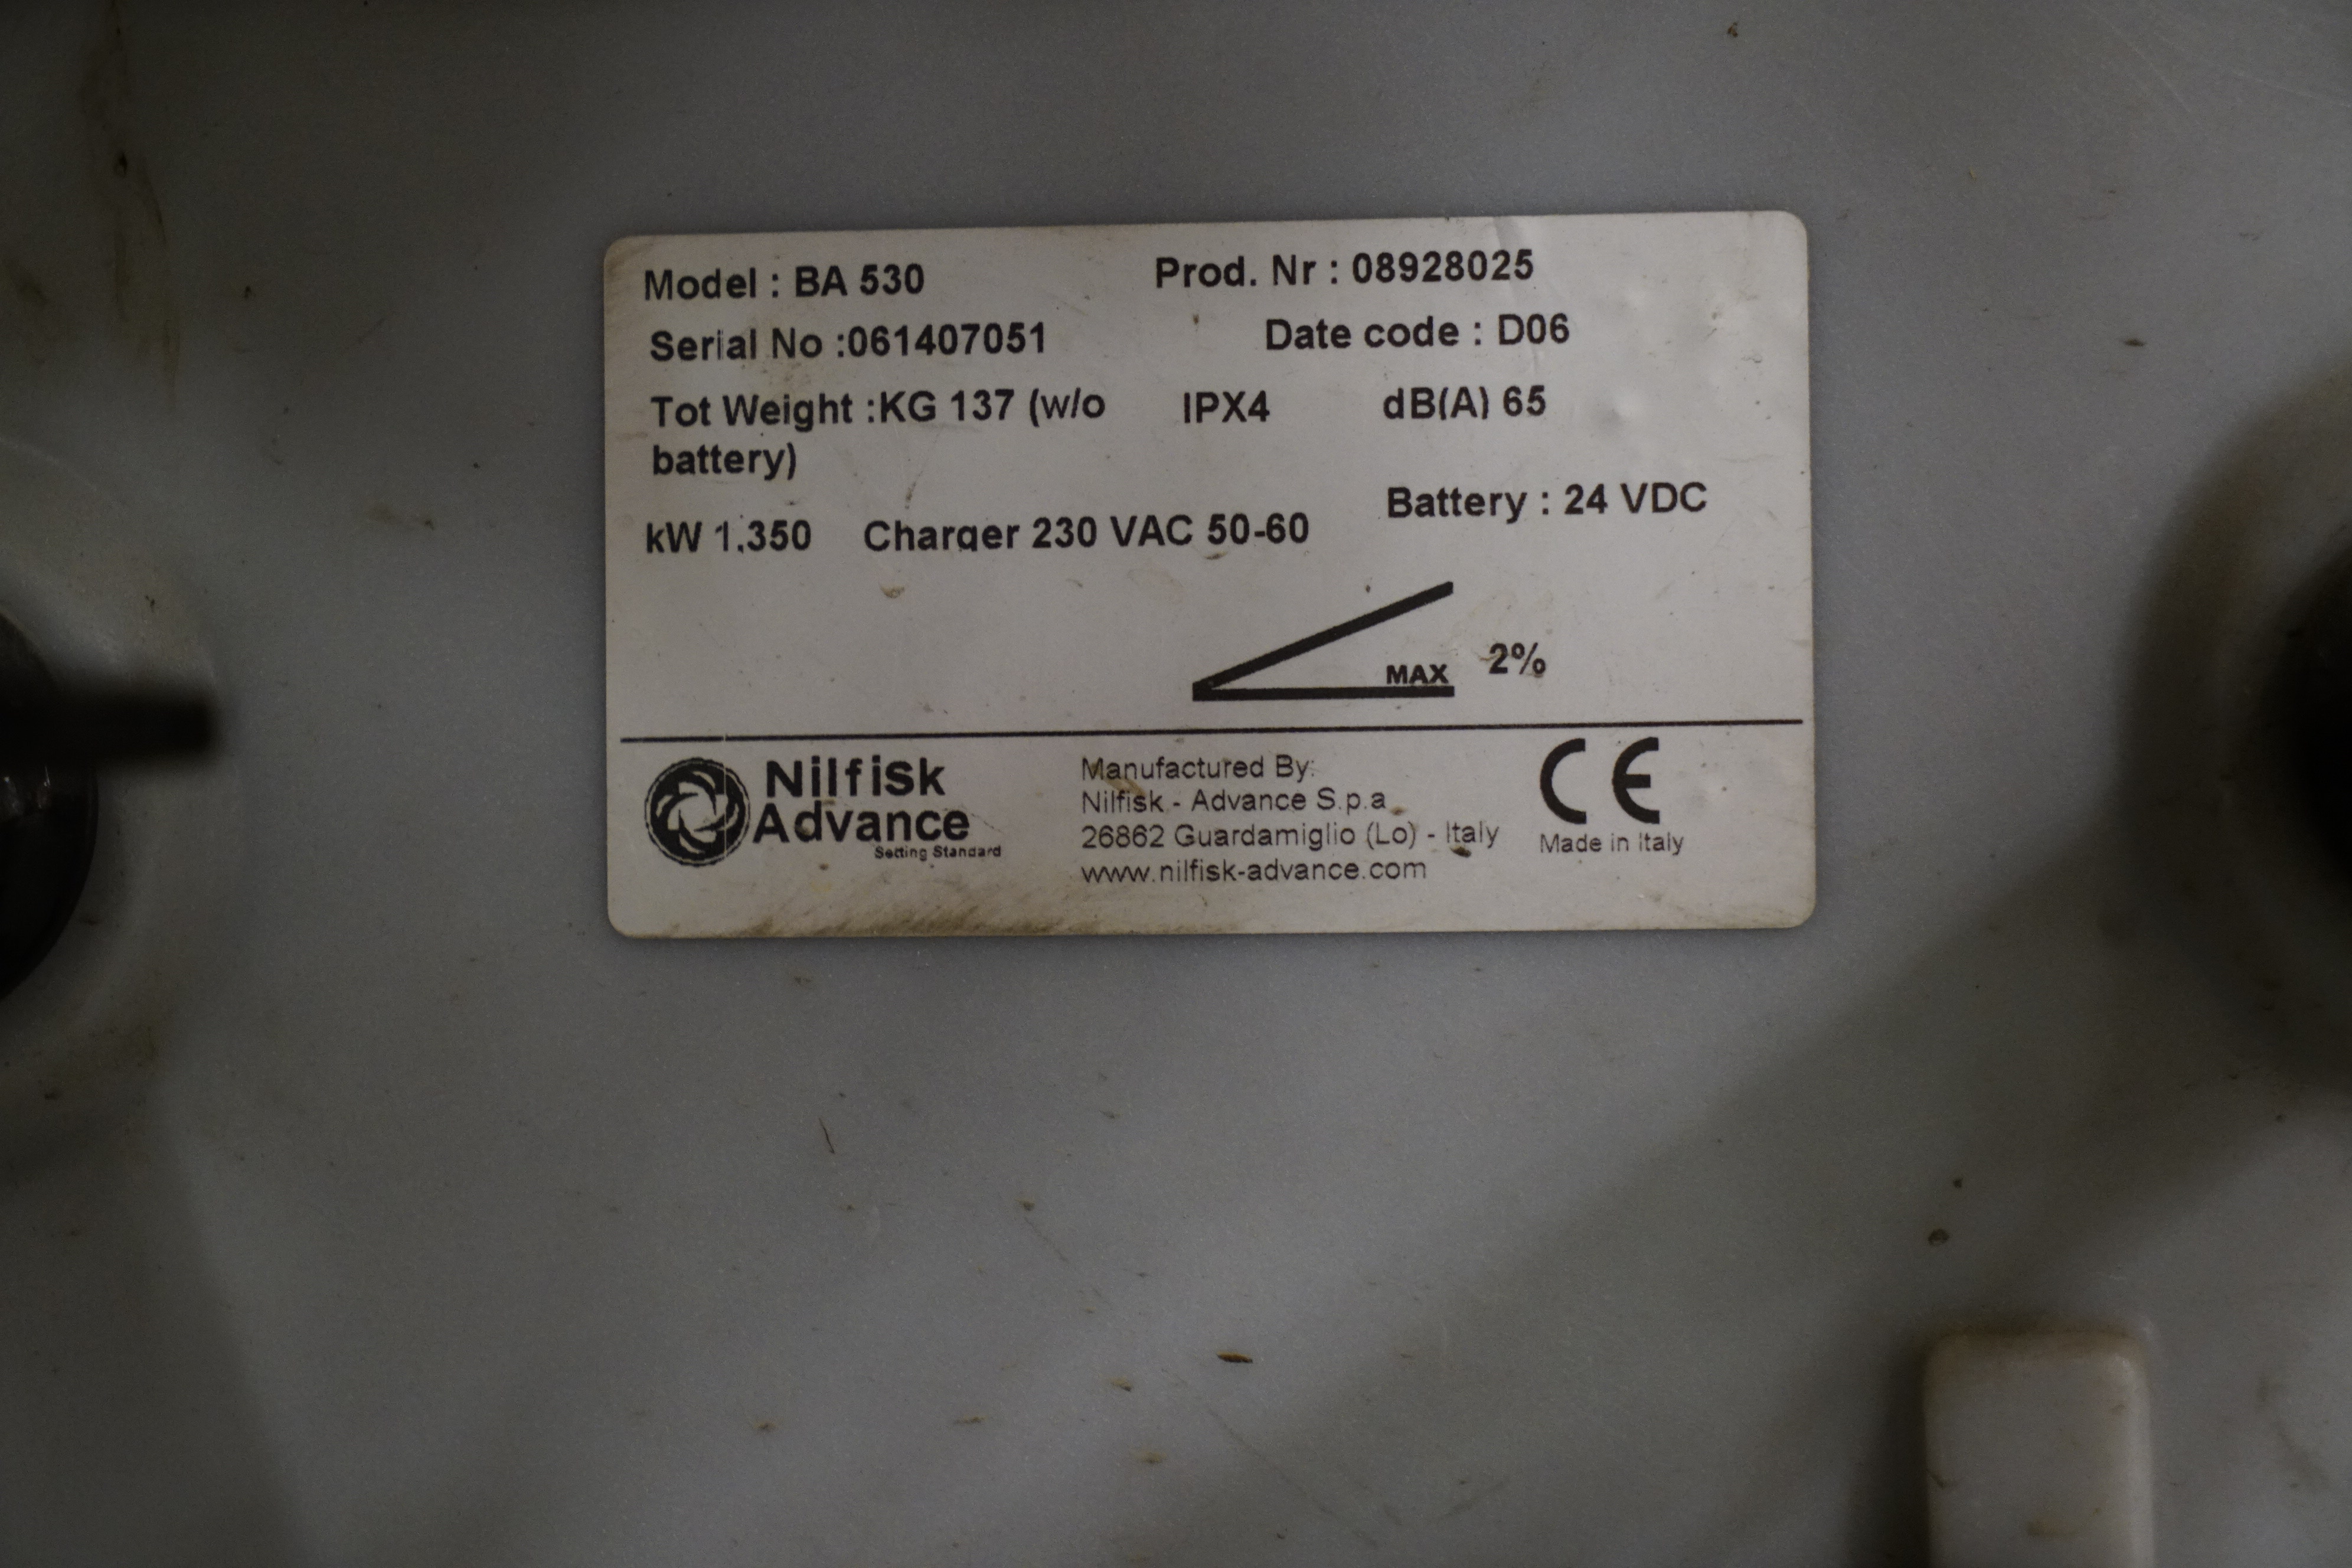 Model : BA 530 Prod. Nr : 08928025
Serial No :061407051 Date code : D06
Tot Weight :KG 137 (w/o IPX4 dB(A) 65
battery)
Battery : 24 VDC
kW 1.350 Charger 230 VAC 50-60
MAX 2%
Nilfisk
Advance
Setting Standard
Manufactured By:
Nilfisk - Advance S.p.a
26862 Guardamiglio (Lo) - Italy
www.nilfisk-advance.com
CE
Made in Italy